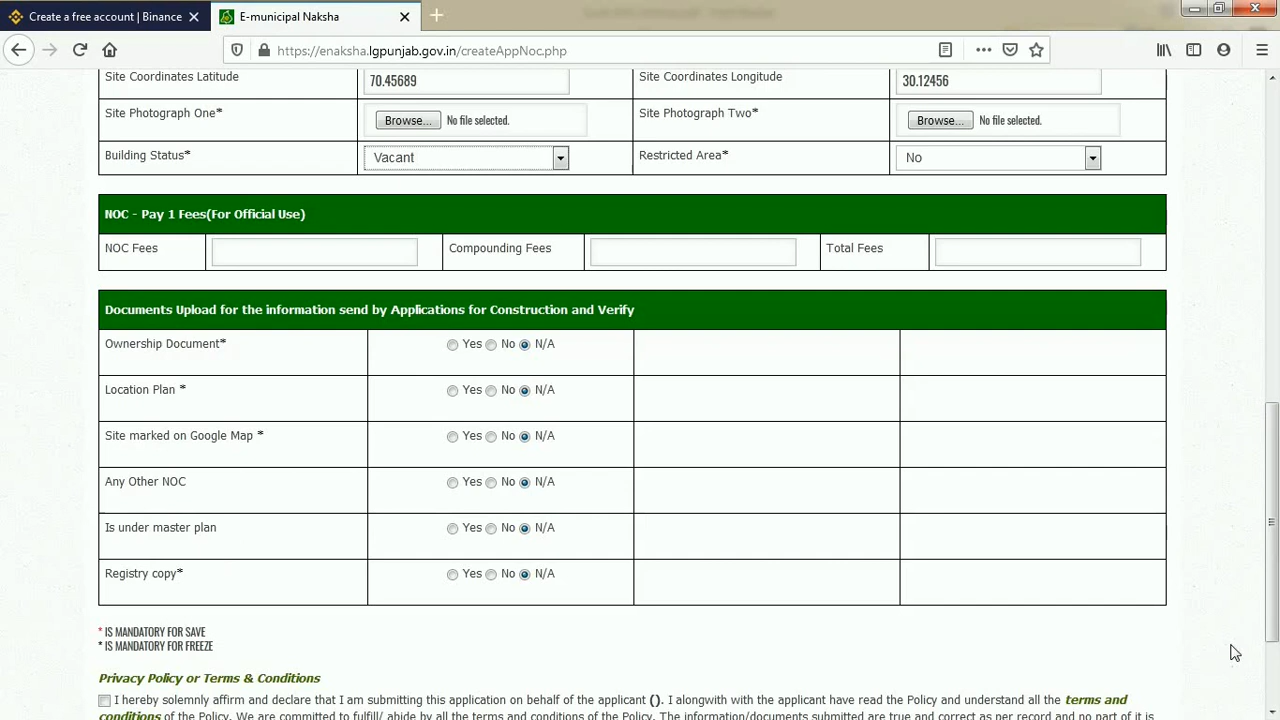 Create a free account | Binance
E-municipal Naksha
https://enaksha.lgpunjab.gov.in/createAppNoc.php
Site Coordinates Latitude 70.45689 Site Coordinates Longitude 30.12456
Site Photograph One* Browse... No file selected. Site Photograph Two* Browse... No file selected.
Building Status* Vacant Restricted Area* No
NOC - Pay 1 Fees(For Official Use)
NOC Fees Compounding Fees Total Fees
Documents Upload for the information send by Applications for Construction and Verify
Ownership Document* Yes No N/A
Location Plan * Yes No N/A
Site marked on Google Map * Yes No N/A
Any Other NOC Yes No N/A
Is under master plan Yes No N/A
Registry copy* Yes No N/A
* IS MANDATORY FOR SAVE
* IS MANDATORY FOR FREEZE
Privacy Policy or Terms & Conditions
I hereby solemnly affirm and declare that I am submitting this application on behalf of the applicant (). I alongwith with the applicant have read the Policy and understand all the terms and
conditions of the Policy. We are committed to fulfill/ abide by all the terms and conditions of the Policy. The information/documents submitted are true and correct as per record and no part of it is